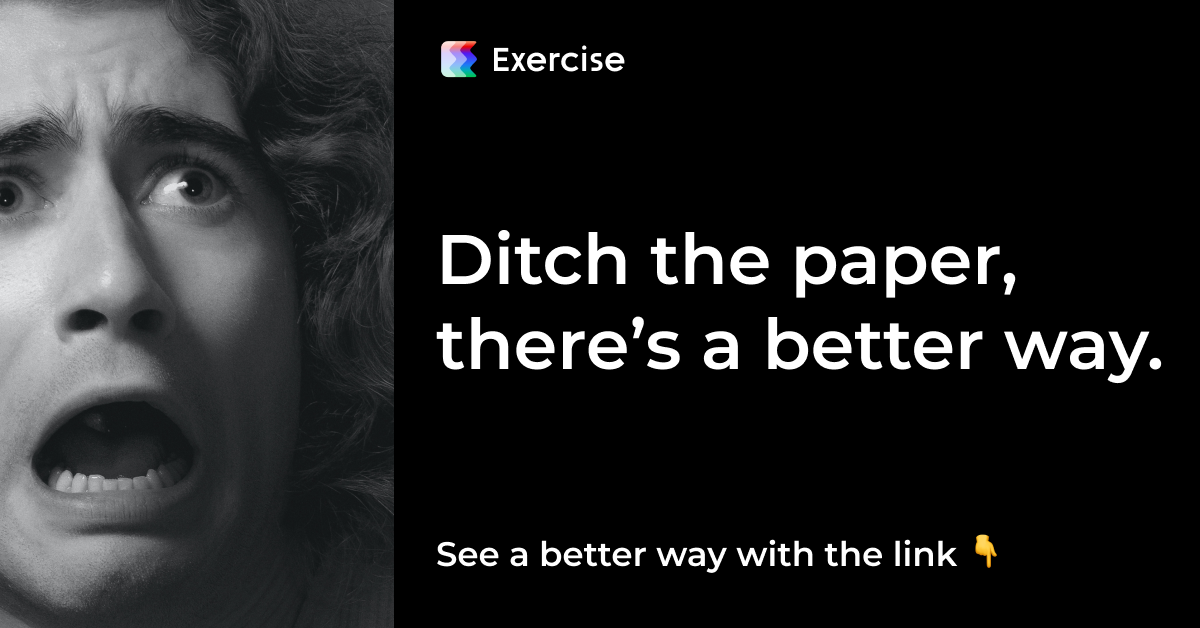 Exercise
Ditch the paper,
there’s a better way.
See a better way with the link 👇